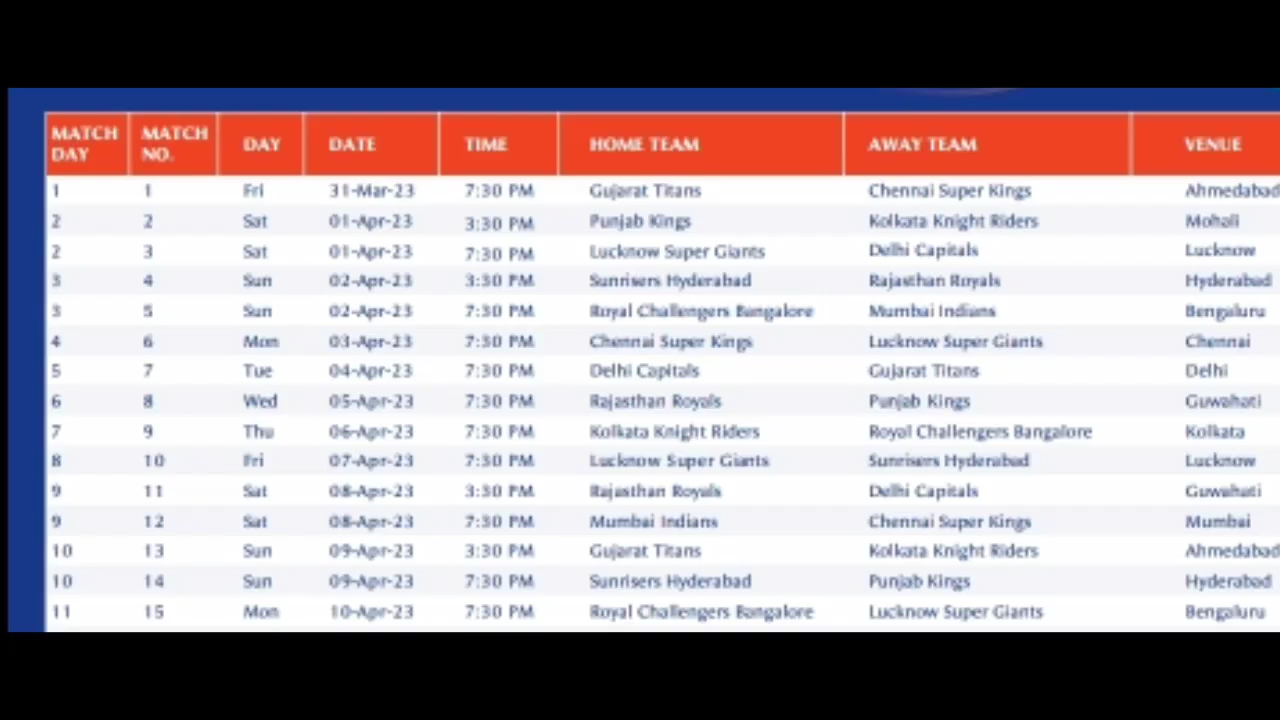 MATCH DAY MATCH NO. DAY DATE TIME HOME TEAM AWAY TEAM VENUE
1 1 Fri 31-Mar-23 7:30 PM Gujarat Titans Chennai Super Kings Ahmedabad
2 2 Sat 01-Apr-23 3:30 PM Punjab Kings Kolkata Knight Riders Mohali
2 3 Sat 01-Apr-23 7:30 PM Lucknow Super Giants Delhi Capitals Lucknow
3 4 Sun 02-Apr-23 3:30 PM Sunrisers Hyderabad Rajasthan Royals Hyderabad
3 5 Sun 02-Apr-23 7:30 PM Royal Challengers Bangalore Mumbai Indians Bengaluru
4 6 Mon 03-Apr-23 7:30 PM Chennai Super Kings Lucknow Super Giants Chennai
5 7 Tue 04-Apr-23 7:30 PM Delhi Capitals Gujarat Titans Delhi
6 8 Wed 05-Apr-23 7:30 PM Rajasthan Royals Punjab Kings Guwahati
7 9 Thu 06-Apr-23 7:30 PM Kolkata Knight Riders Royal Challengers Bangalore Kolkata
8 10 Fri 07-Apr-23 7:30 PM Lucknow Super Giants Sunrisers Hyderabad Lucknow
9 11 Sat 08-Apr-23 3:30 PM Rajasthan Royals Delhi Capitals Guwahati
9 12 Sat 08-Apr-23 7:30 PM Mumbai Indians Chennai Super Kings Mumbai
10 13 Sun 09-Apr-23 3:30 PM Gujarat Titans Kolkata Knight Riders Ahmedabad
10 14 Sun 09-Apr-23 7:30 PM Sunrisers Hyderabad Punjab Kings Hyderabad
11 15 Mon 10-Apr-23 7:30 PM Royal Challengers Bangalore Lucknow Super Giants Bengaluru